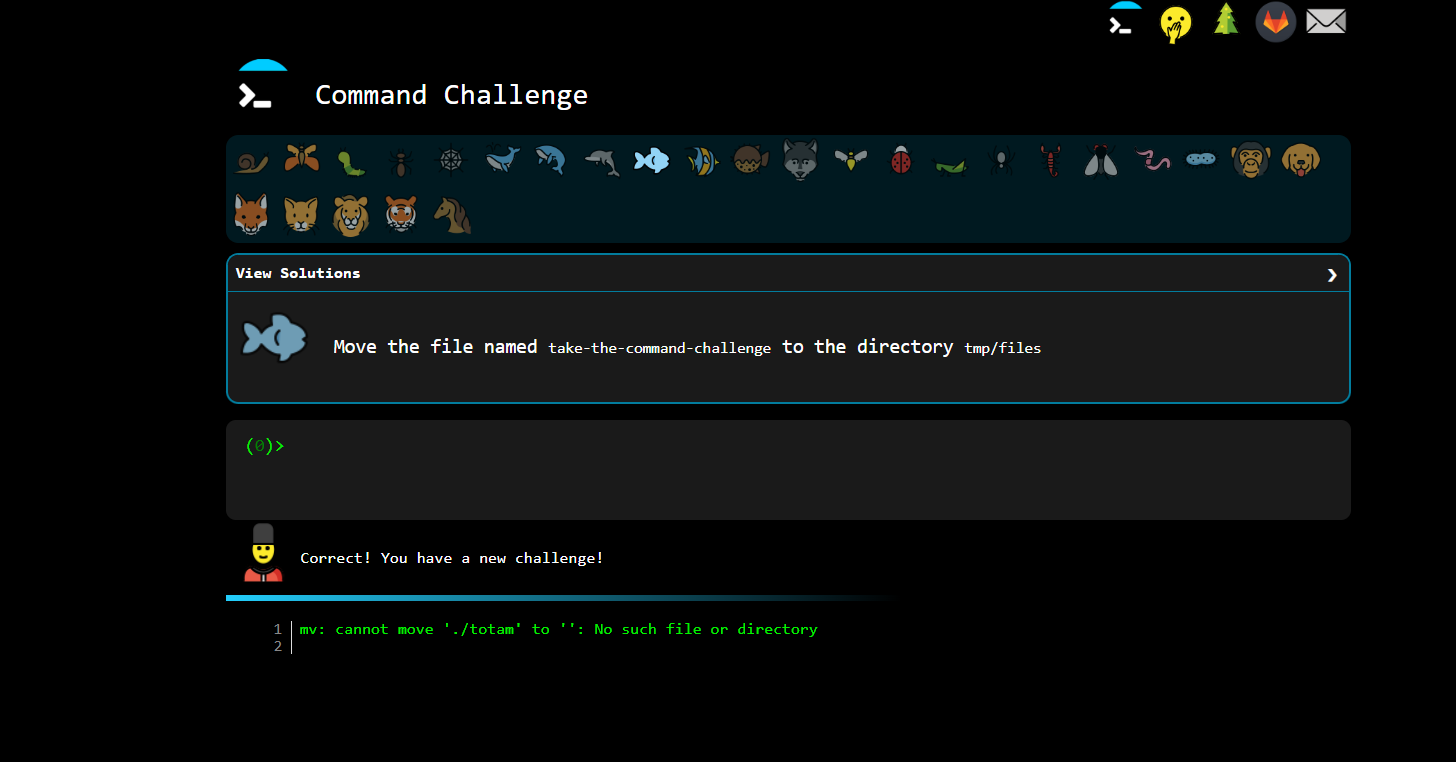 Command Challenge
View Solutions
Move the file named take-the-command-challenge to the directory tmp/files
(0)>
Correct! You have a new challenge!
1 mv: cannot move './totam' to '': No such file or directory
2